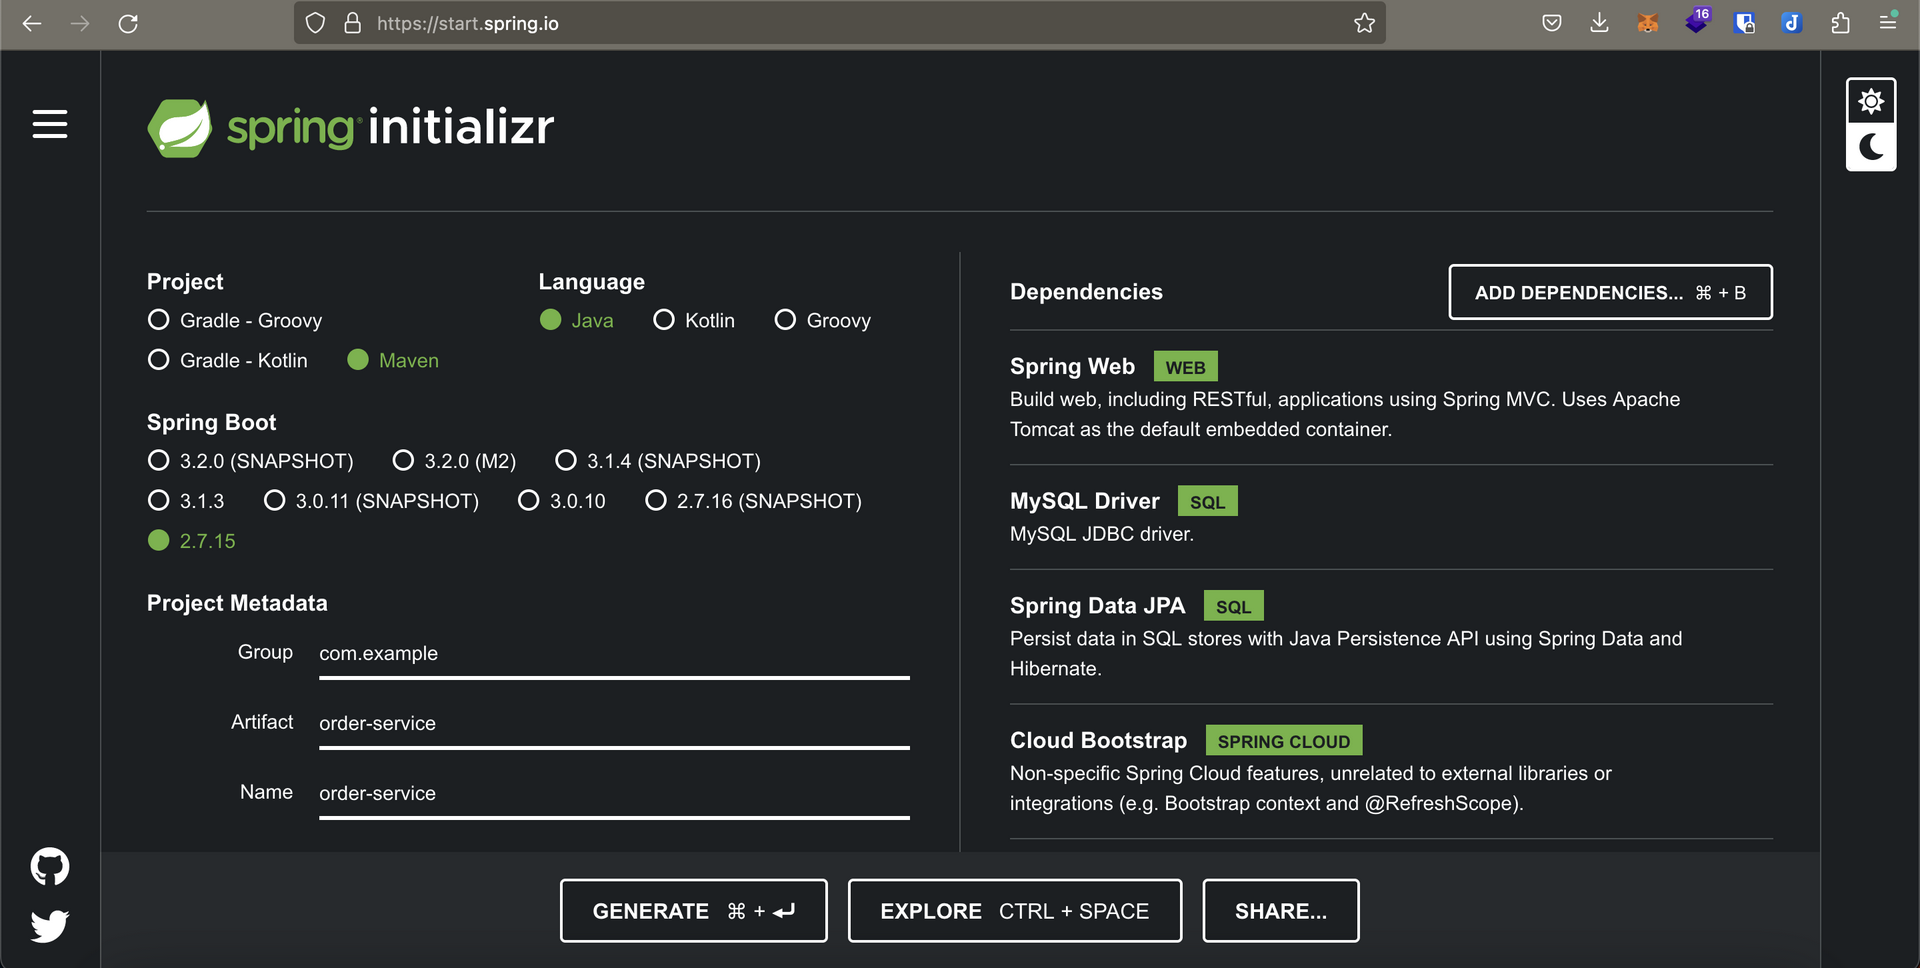 https://start.spring.io
16
spring initializr
Project
Gradle - Groovy
Gradle - Kotlin Maven
Language
Java Kotlin Groovy
Spring Boot
3.2.0 (SNAPSHOT) 3.2.0 (M2) 3.1.4 (SNAPSHOT)
3.1.3 3.0.11 (SNAPSHOT) 3.0.10 2.7.16 (SNAPSHOT)
2.7.15
Project Metadata
Group com.example
Artifact order-service
Name order-service
Dependencies
ADD DEPENDENCIES... ⌘ + B
Spring Web WEB
Build web, including RESTful, applications using Spring MVC. Uses Apache
Tomcat as the default embedded container.
MySQL Driver SQL
MySQL JDBC driver.
Spring Data JPA SQL
Persist data in SQL stores with Java Persistence API using Spring Data and
Hibernate.
Cloud Bootstrap SPRING CLOUD
Non-specific Spring Cloud features, unrelated to external libraries or
integrations (e.g. Bootstrap context and @RefreshScope).
GENERATE ⌘ + ↵
EXPLORE CTRL + SPACE
SHARE...